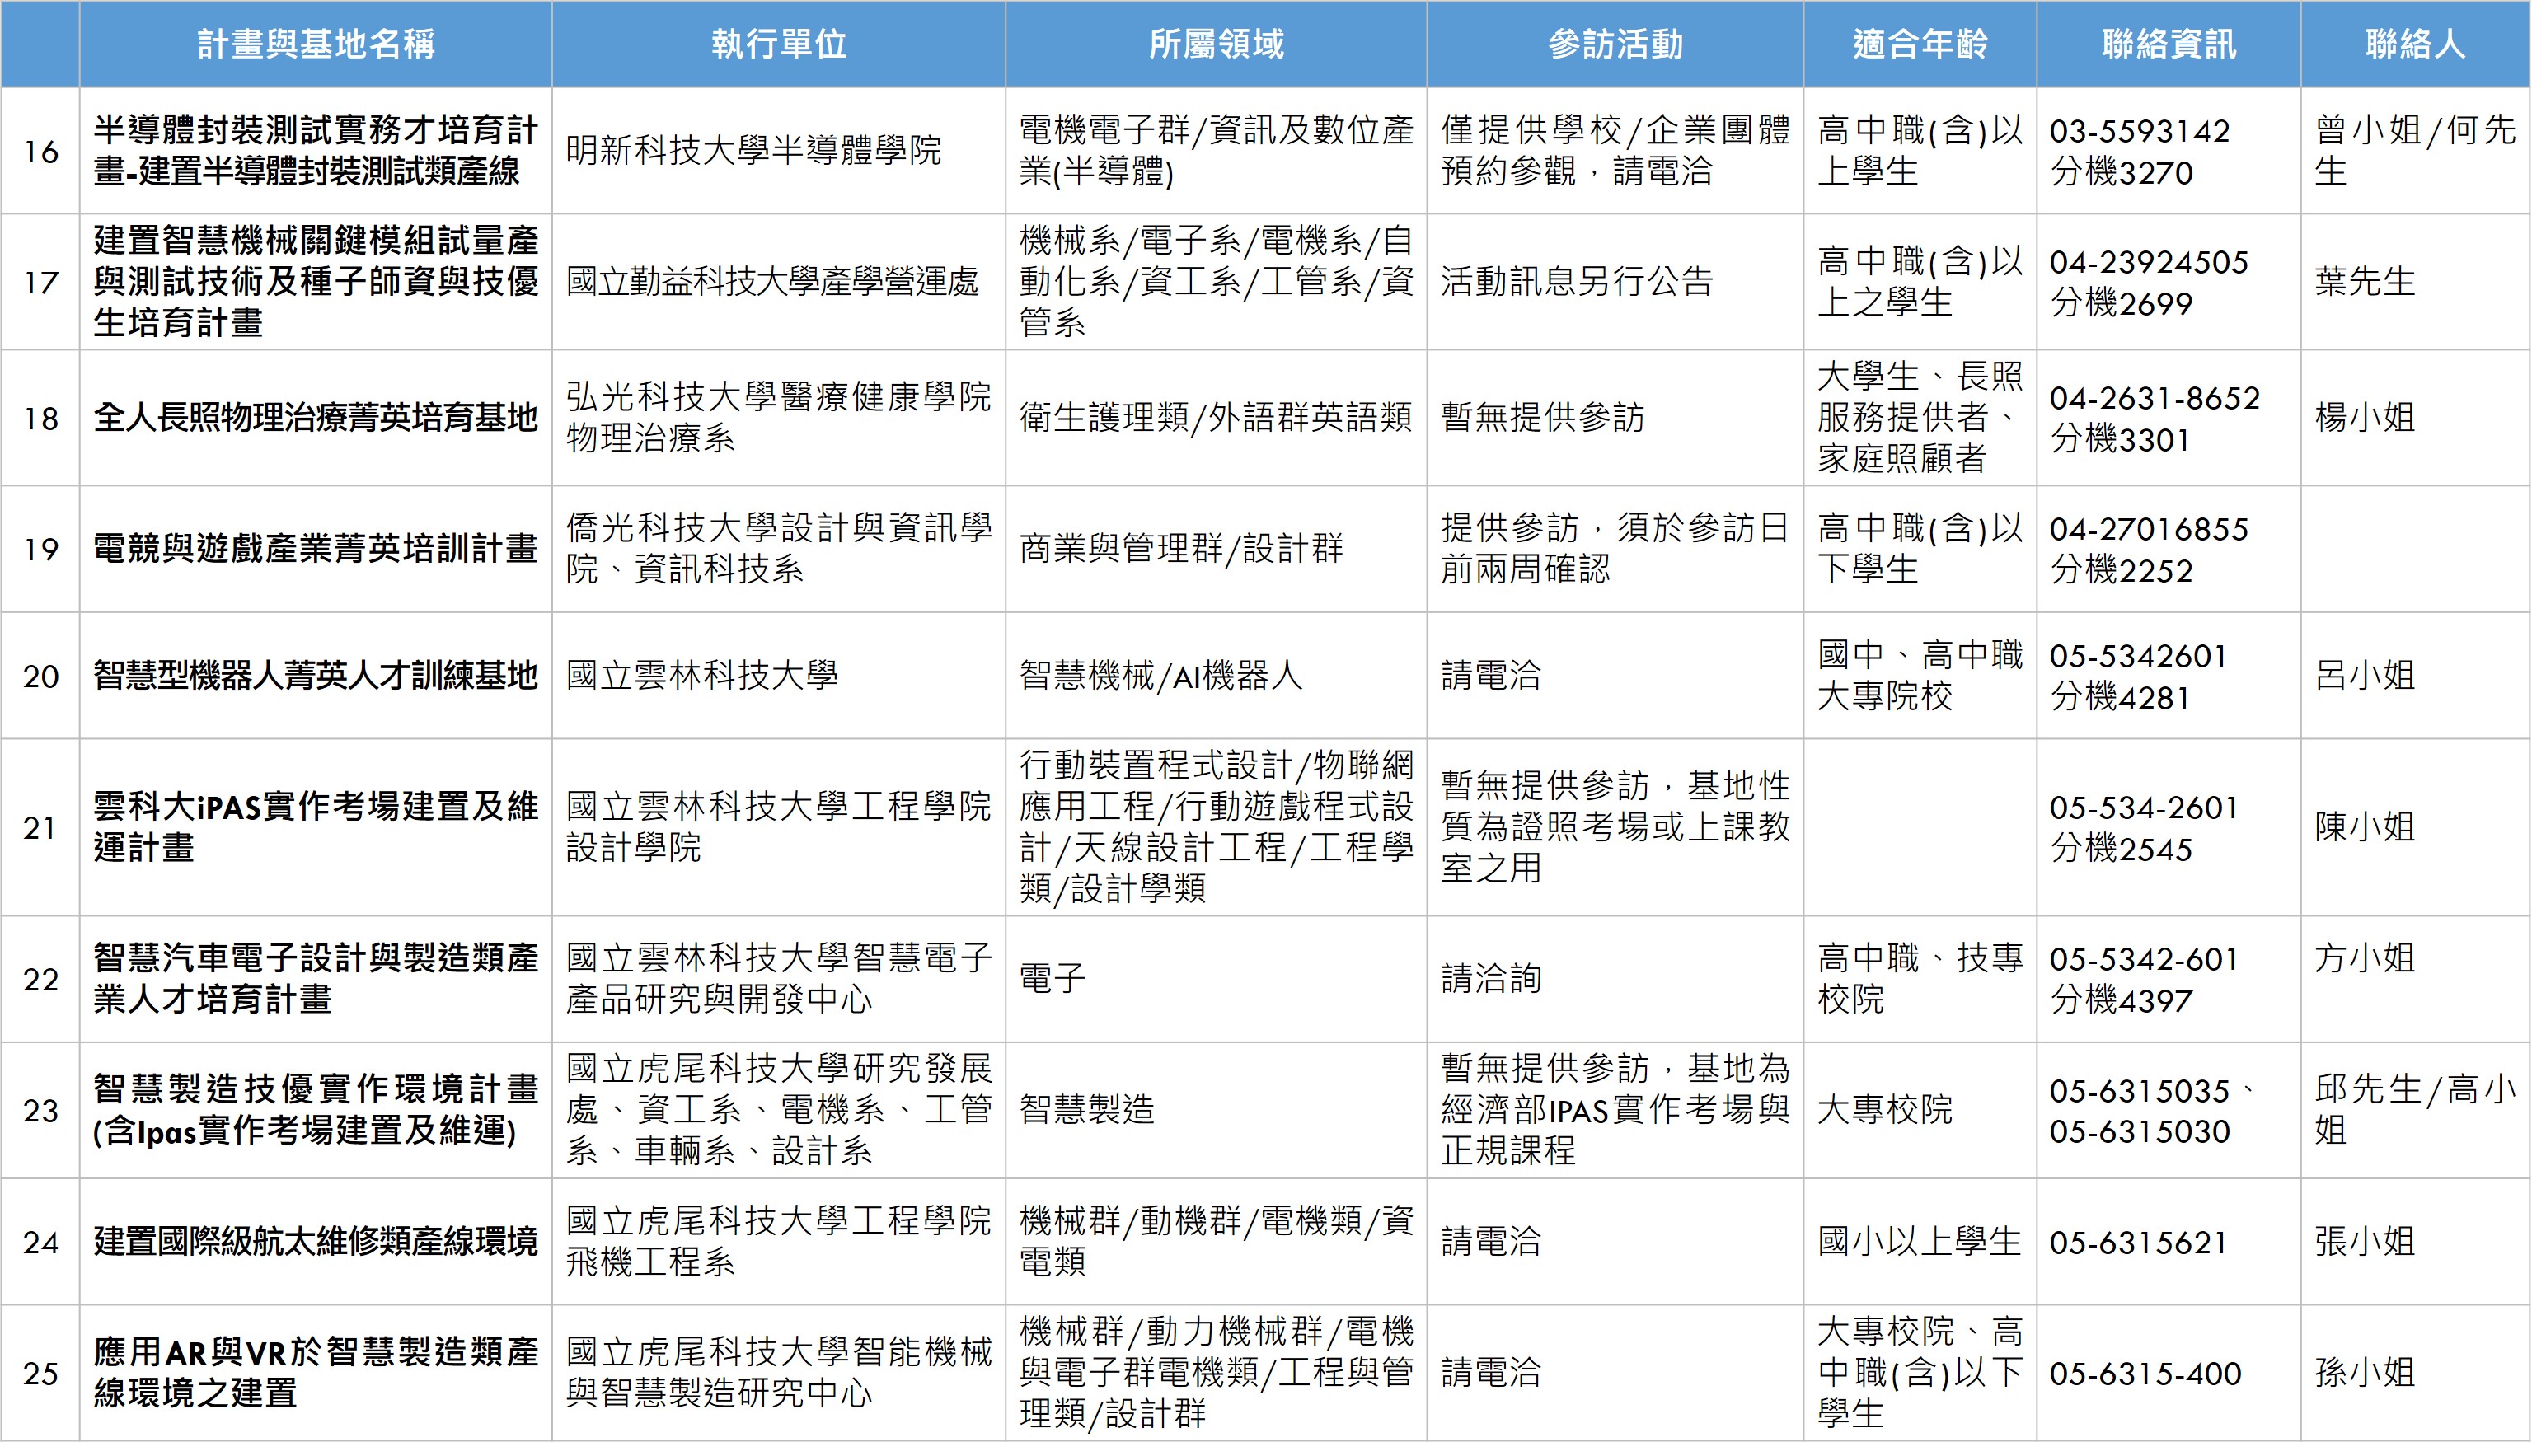 計畫與基地名稱 執行單位 所屬領域 參訪活動 適合年齡 聯絡資訊 聯絡人
16
半導體封裝測試實務才培育計
畫-建置半導體封裝測試類產線
明新科技大學半導體學院
電機電子群/資訊及數位產
業(半導體)
僅提供學校/企業團體
預約參觀，請電洽
高中職(含)以
上學生
03-5593142
分機3270
曾小姐/何先
生
17
建置智慧機械關鍵模組試量產
與測試技術及種子師資與技優
生培育計畫
國立勤益科技大學產學營運處
機械系/電子系/電機系/自
動化系/資工系/工管系/資
管系
活動訊息另行公告
高中職(含)以
上之學生
04-23924505
分機2699
葉先生
18
全人長照物理治療菁英培育基地
弘光科技大學醫療健康學院
物理治療系
衛生護理類/外語群英語類
暫無提供參訪
大學生、長照
服務提供者、
家庭照顧者
04-2631-8652
分機3301
楊小姐
19
電競與遊戲產業菁英培訓計畫
僑光科技大學設計與資訊學
院、資訊科技系
商業與管理群/設計群
提供參訪，須於參訪日
前兩周確認
高中職(含)以
下學生
04-27016855
分機2252
20
智慧型機器人菁英人才訓練基地
國立雲林科技大學
智慧機械/AI機器人
請電洽
國中、高中職
大專院校
05-5342601
分機4281
呂小姐
21
雲科大iPAS實作考場建置及維
運計畫
國立雲林科技大學工程學院
設計學院
行動裝置程式設計/物聯網
應用工程/行動遊戲程式設
計/天線設計工程/工程學
類/設計學類
暫無提供參訪，基地性
質為證照考場或上課教
室之用
05-534-2601
分機2545
陳小姐
22
智慧汽車電子設計與製造類產
業人才培育計畫
國立雲林科技大學智慧電子
產品研究與開發中心
電子
請洽詢
高中職、技專
校院
05-5342-601
分機4397
方小姐
23
智慧製造技優實作環境計畫
(含Ipas實作考場建置及維運)
國立虎尾科技大學研究發展
處、資工系、電機系、工管
系、車輛系、設計系
智慧製造
暫無提供參訪，基地為
經濟部IPAS實作考場與
正規課程
大專校院
05-6315035、
05-6315030
邱先生/高小
姐
24
建置國際級航太維修類產線環境
國立虎尾科技大學工程學院
飛機工程系
機械群/動機群/電機類/資
電類
請電洽
國小以上學生
05-6315621
張小姐
25
應用AR與VR於智慧製造類產
線環境之建置
國立虎尾科技大學智能機械
與智慧製造研究中心
機械群/動力機械群/電機
與電子群電機類/工程與管
理類/設計群
請電洽
大專校院、高
中職(含)以下
學生
05-6315-400
孫小姐